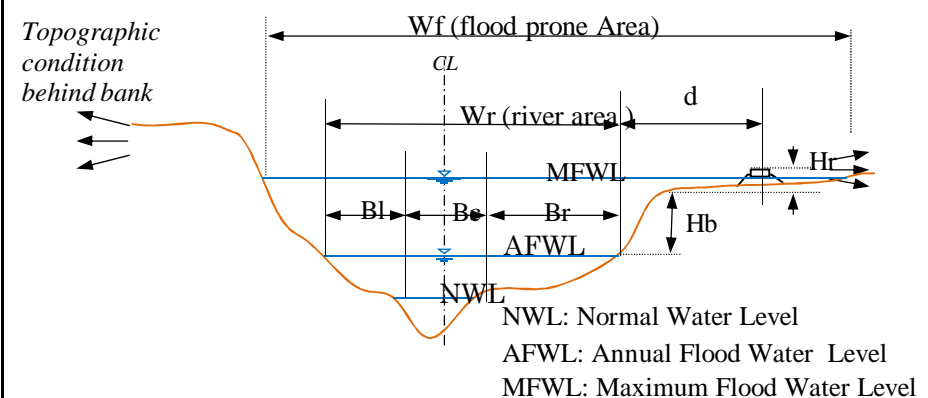 Topographic
condition
behind bank
Wf (flood prone Area)
CL
d
Wr (river area )
Hr
MFWL
Bl
Bc
Br
Hb
AFWL
NWL
NWL: Normal Water Level
AFWL: Annual Flood Water Level
MFWL: Maximum Flood Water Level